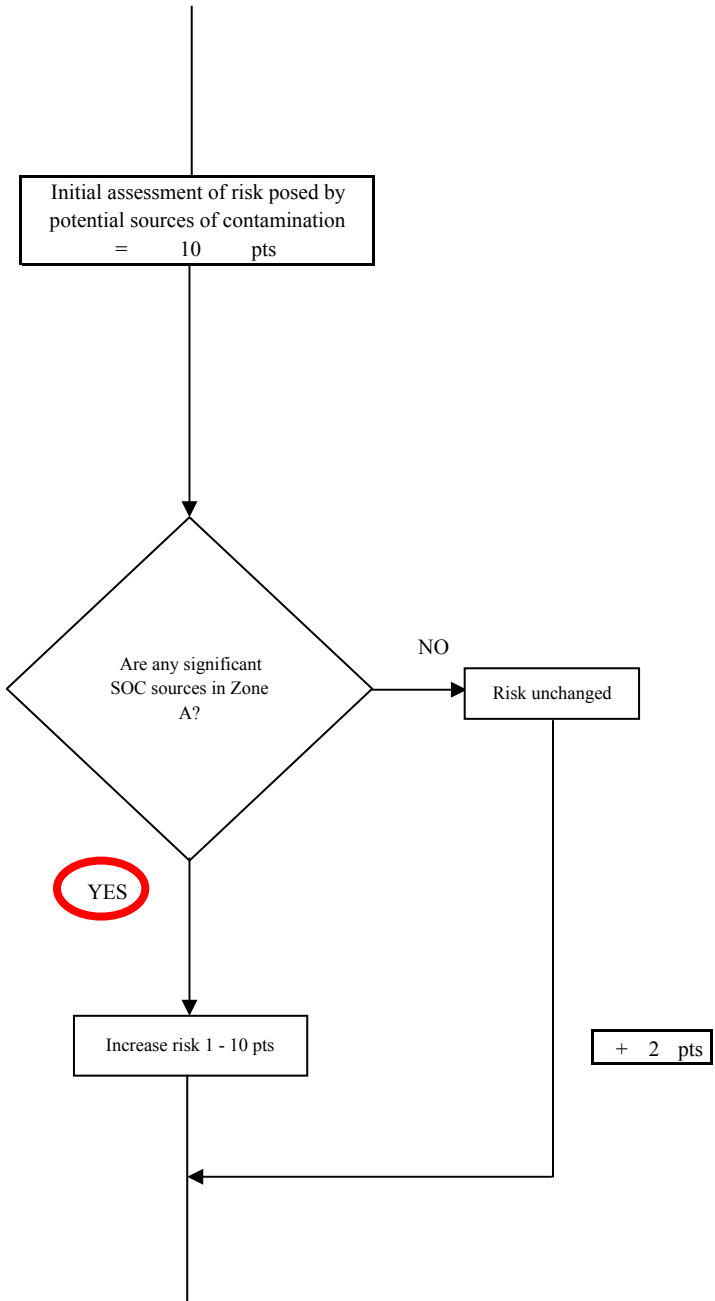 Initial assessment of risk posed by
potential sources of contamination
= 10 pts
Are any significant
SOC sources in Zone
A?
NO
Risk unchanged
YES
Increase risk 1 - 10 pts
+ 2 pts